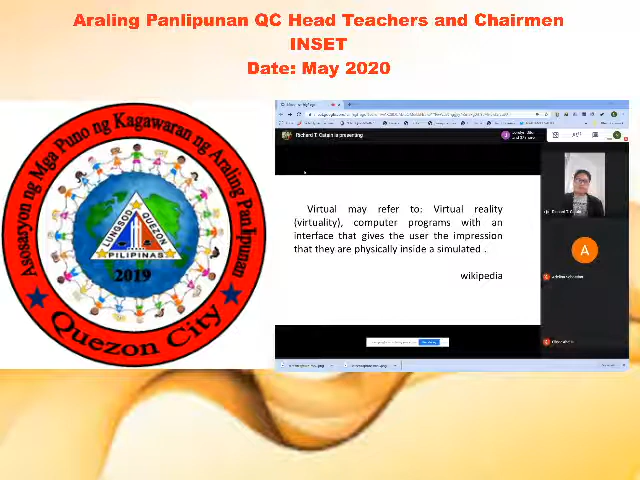 Araling Panlipunan QC Head Teachers and Chairmen
INSET
Date: May 2020
Asosasyon ng Mga Puno ng Kagawaran ng Araling Panlipunan
LUNGSOD
QUEZON
PILIPINAS
2019
Quezon City
Richard T. Catain is presenting
Virtual may refer to: Virtual reality
(virtuality), computer programs with an
interface that gives the user the impression
that they are physically inside a simulated .
wikipedia
A